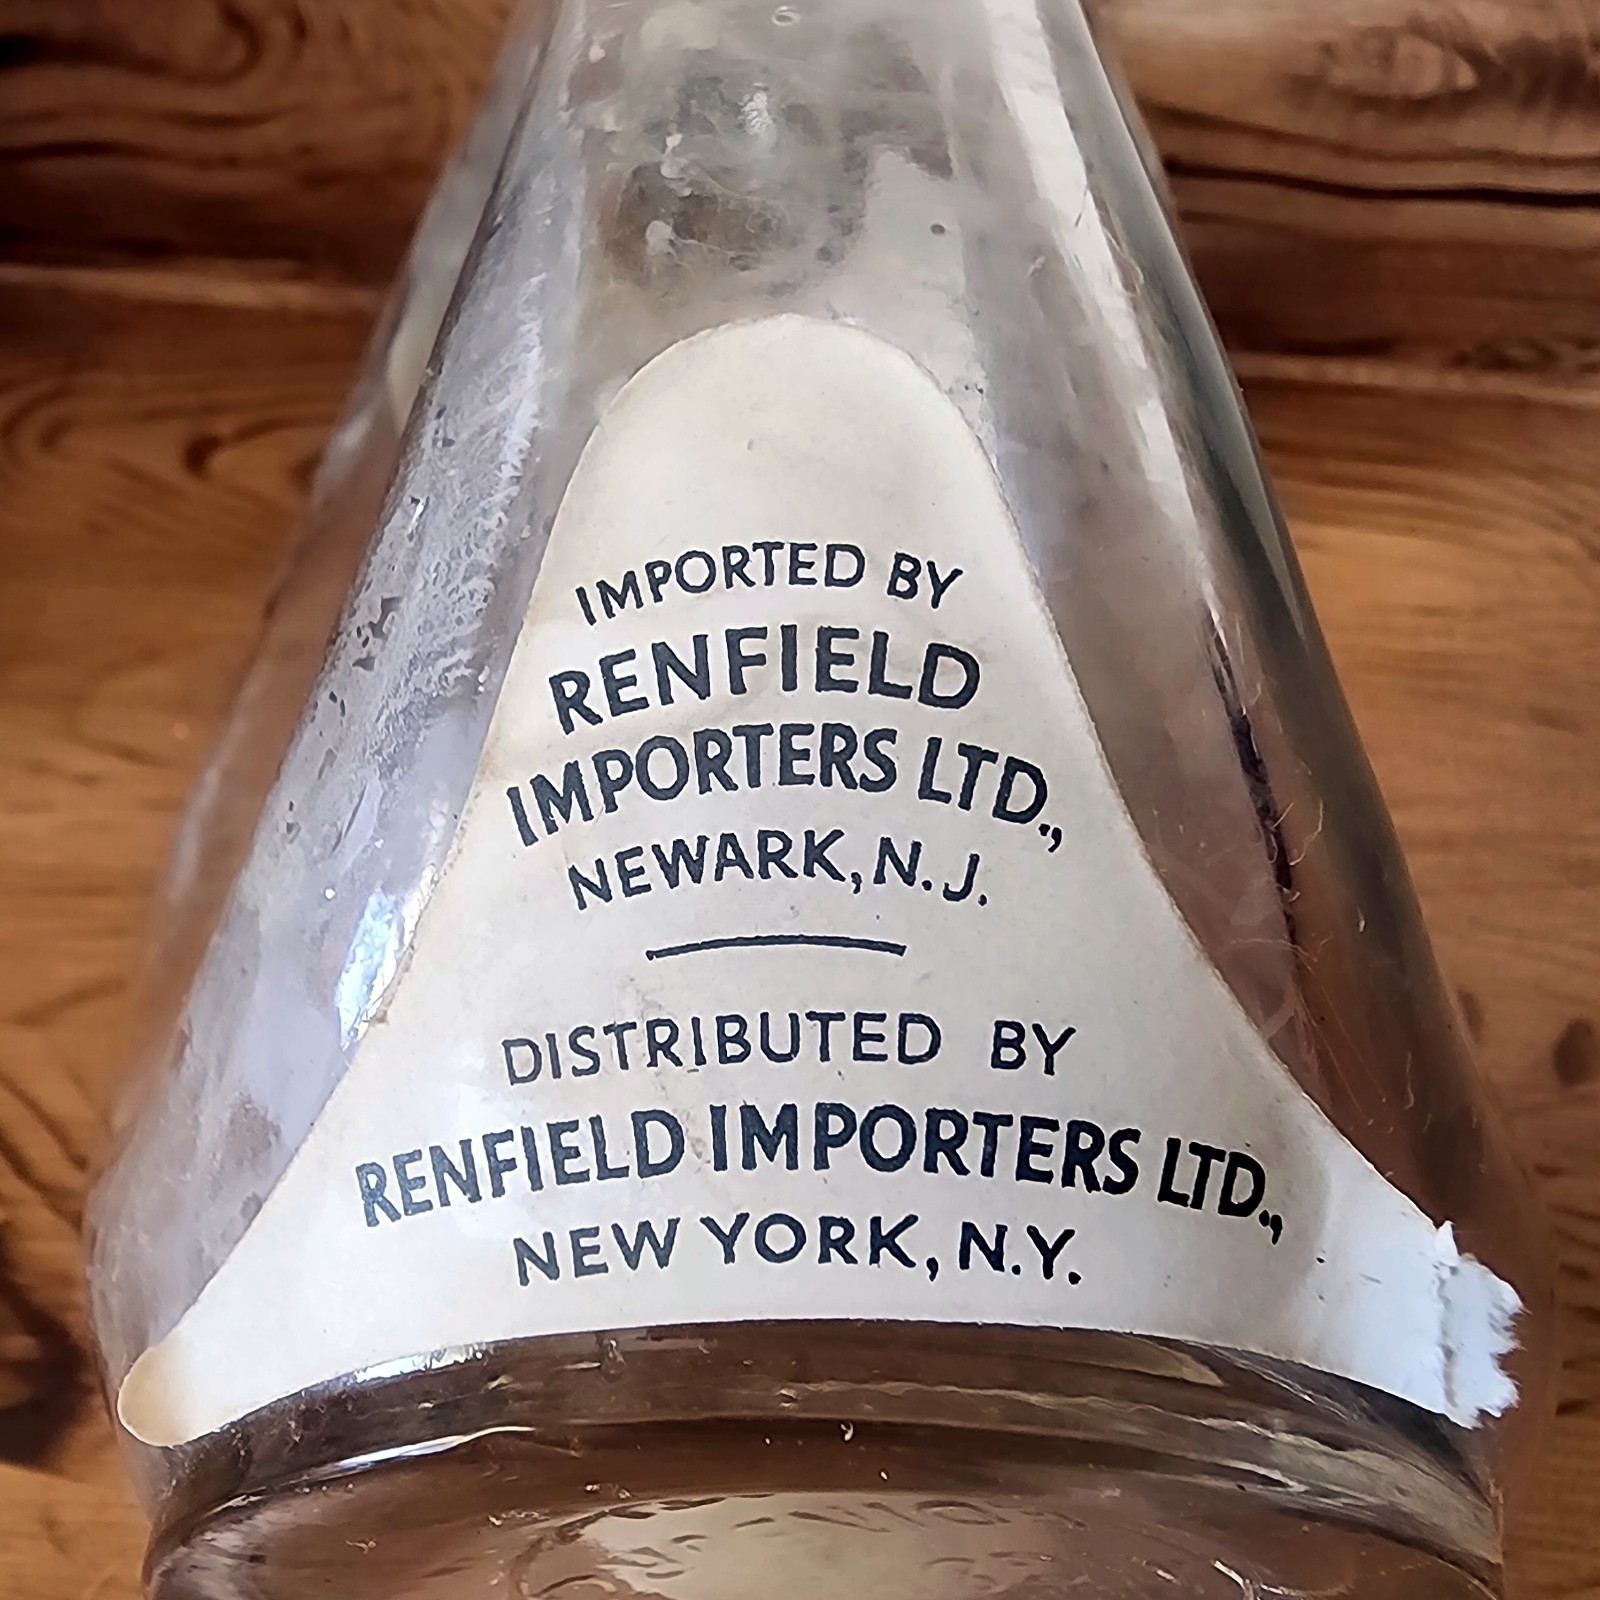 IMPORTED BY
RENFIELD
IMPORTERS LTD.,
NEWARK, N. J.
DISTRIBUTED BY
RENFIELD IMPORTERS LTD.,
NEW YORK, N.Y.